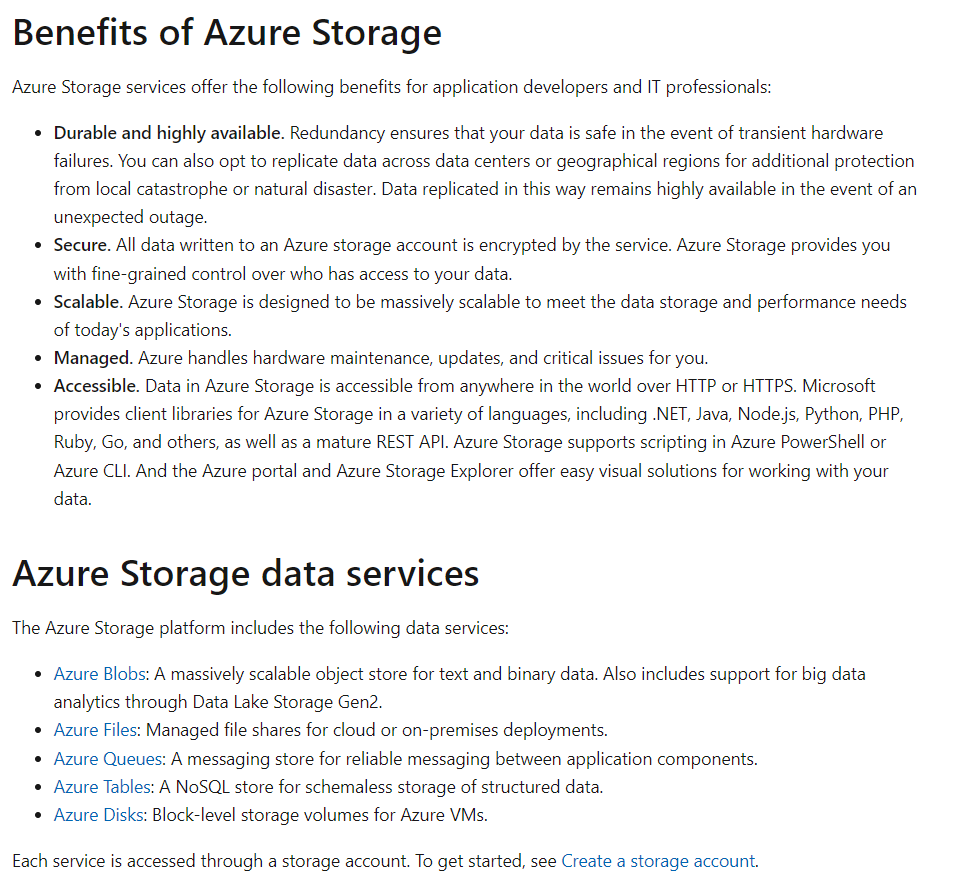 Benefits of Azure Storage
Azure Storage services offer the following benefits for application developers and IT professionals:
• Durable and highly available. Redundancy ensures that your data is safe in the event of transient hardware
failures. You can also opt to replicate data across data centers or geographical regions for additional protection
from local catastrophe or natural disaster. Data replicated in this way remains highly available in the event of an
unexpected outage.
• Secure. All data written to an Azure storage account is encrypted by the service. Azure Storage provides you
with fine-grained control over who has access to your data.
• Scalable. Azure Storage is designed to be massively scalable to meet the data storage and performance needs
of today's applications.
• Managed. Azure handles hardware maintenance, updates, and critical issues for you.
• Accessible. Data in Azure Storage is accessible from anywhere in the world over HTTP or HTTPS. Microsoft
provides client libraries for Azure Storage in a variety of languages, including .NET, Java, Node.js, Python, PHP,
Ruby, Go, and others, as well as a mature REST API. Azure Storage supports scripting in Azure PowerShell or
Azure CLI. And the Azure portal and Azure Storage Explorer offer easy visual solutions for working with your
data.
Azure Storage data services
The Azure Storage platform includes the following data services:
• Azure Blobs: A massively scalable object store for text and binary data. Also includes support for big data
analytics through Data Lake Storage Gen2.
• Azure Files: Managed file shares for cloud or on-premises deployments.
• Azure Queues: A messaging store for reliable messaging between application components.
• Azure Tables: A NoSQL store for schemaless storage of structured data.
• Azure Disks: Block-level storage volumes for Azure VMs.
Each service is accessed through a storage account. To get started, see Create a storage account.